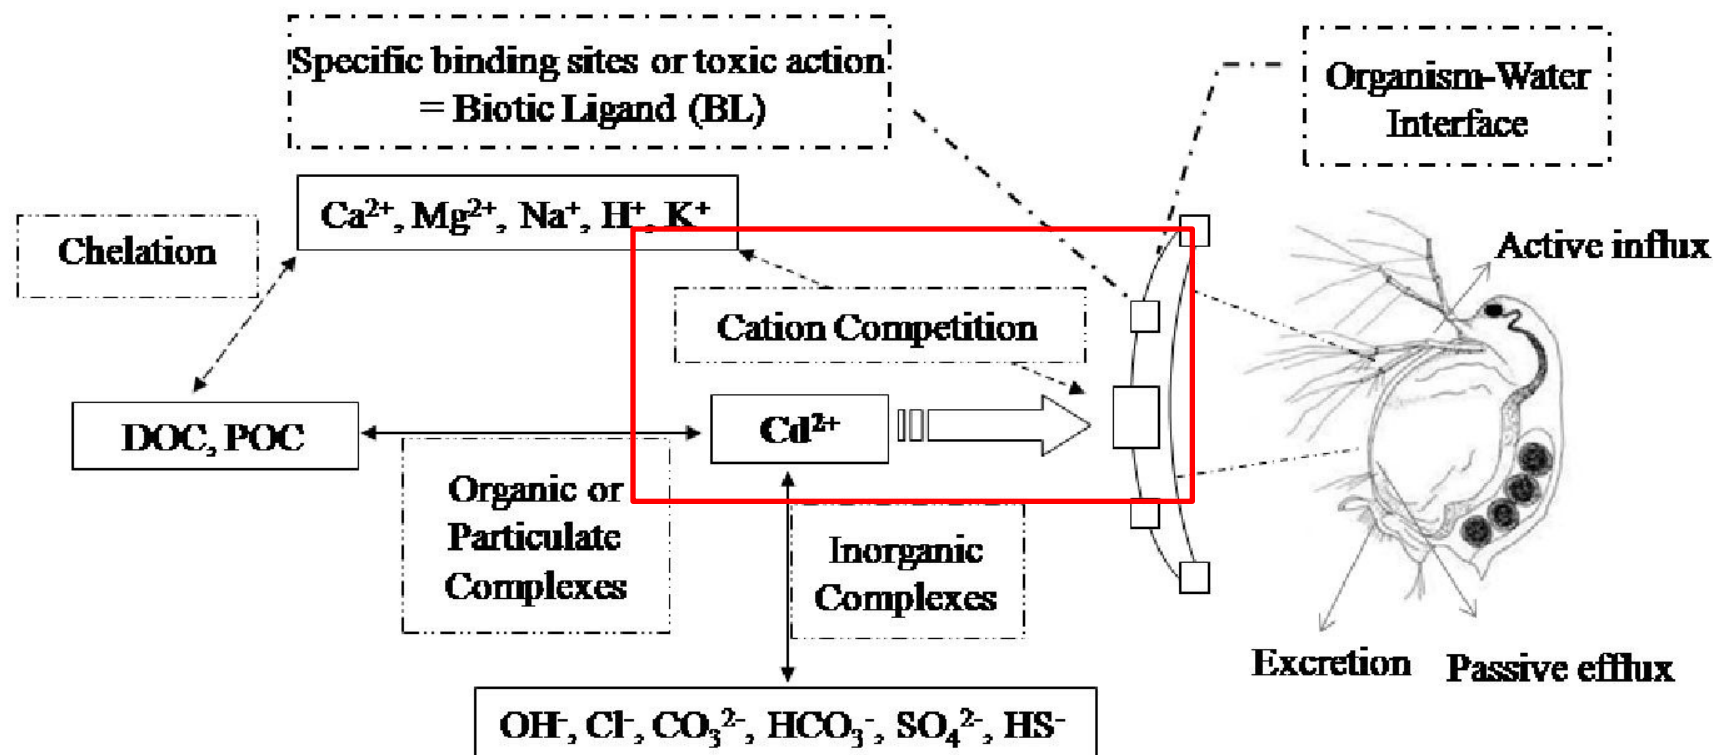 Specific binding sites or toxic action
= Biotic Ligand (BL)
Organism-Water
Interface
Ca²⁺, Mg²⁺, Na⁺, H⁺, K⁺
Chelation
Active influx
Cation Competition
DOC, POC
Cd²⁺
Organic or
Particulate
Complexes
Inorganic
Complexes
Excretion
Passive efflux
OH⁻, Cl⁻, CO₃²⁻, HCO₃⁻, SO₄²⁻, HS⁻